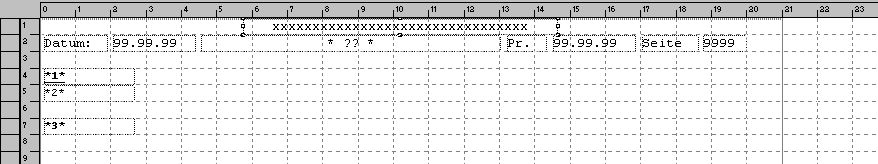 0 1 2 3 4 5 6 7 8 9 10 11 12 13 14 15 16 17 18 19 20 21 22 23
1 XXXXXXXXXXXXXXXXXXXXXXXXXXXXXXXX
2 Datum: 99.99.99 * ?? * Pr. 99.99.99 Seite 9999
3
4 *1*
5 *2*
6
7 *3*
8
9